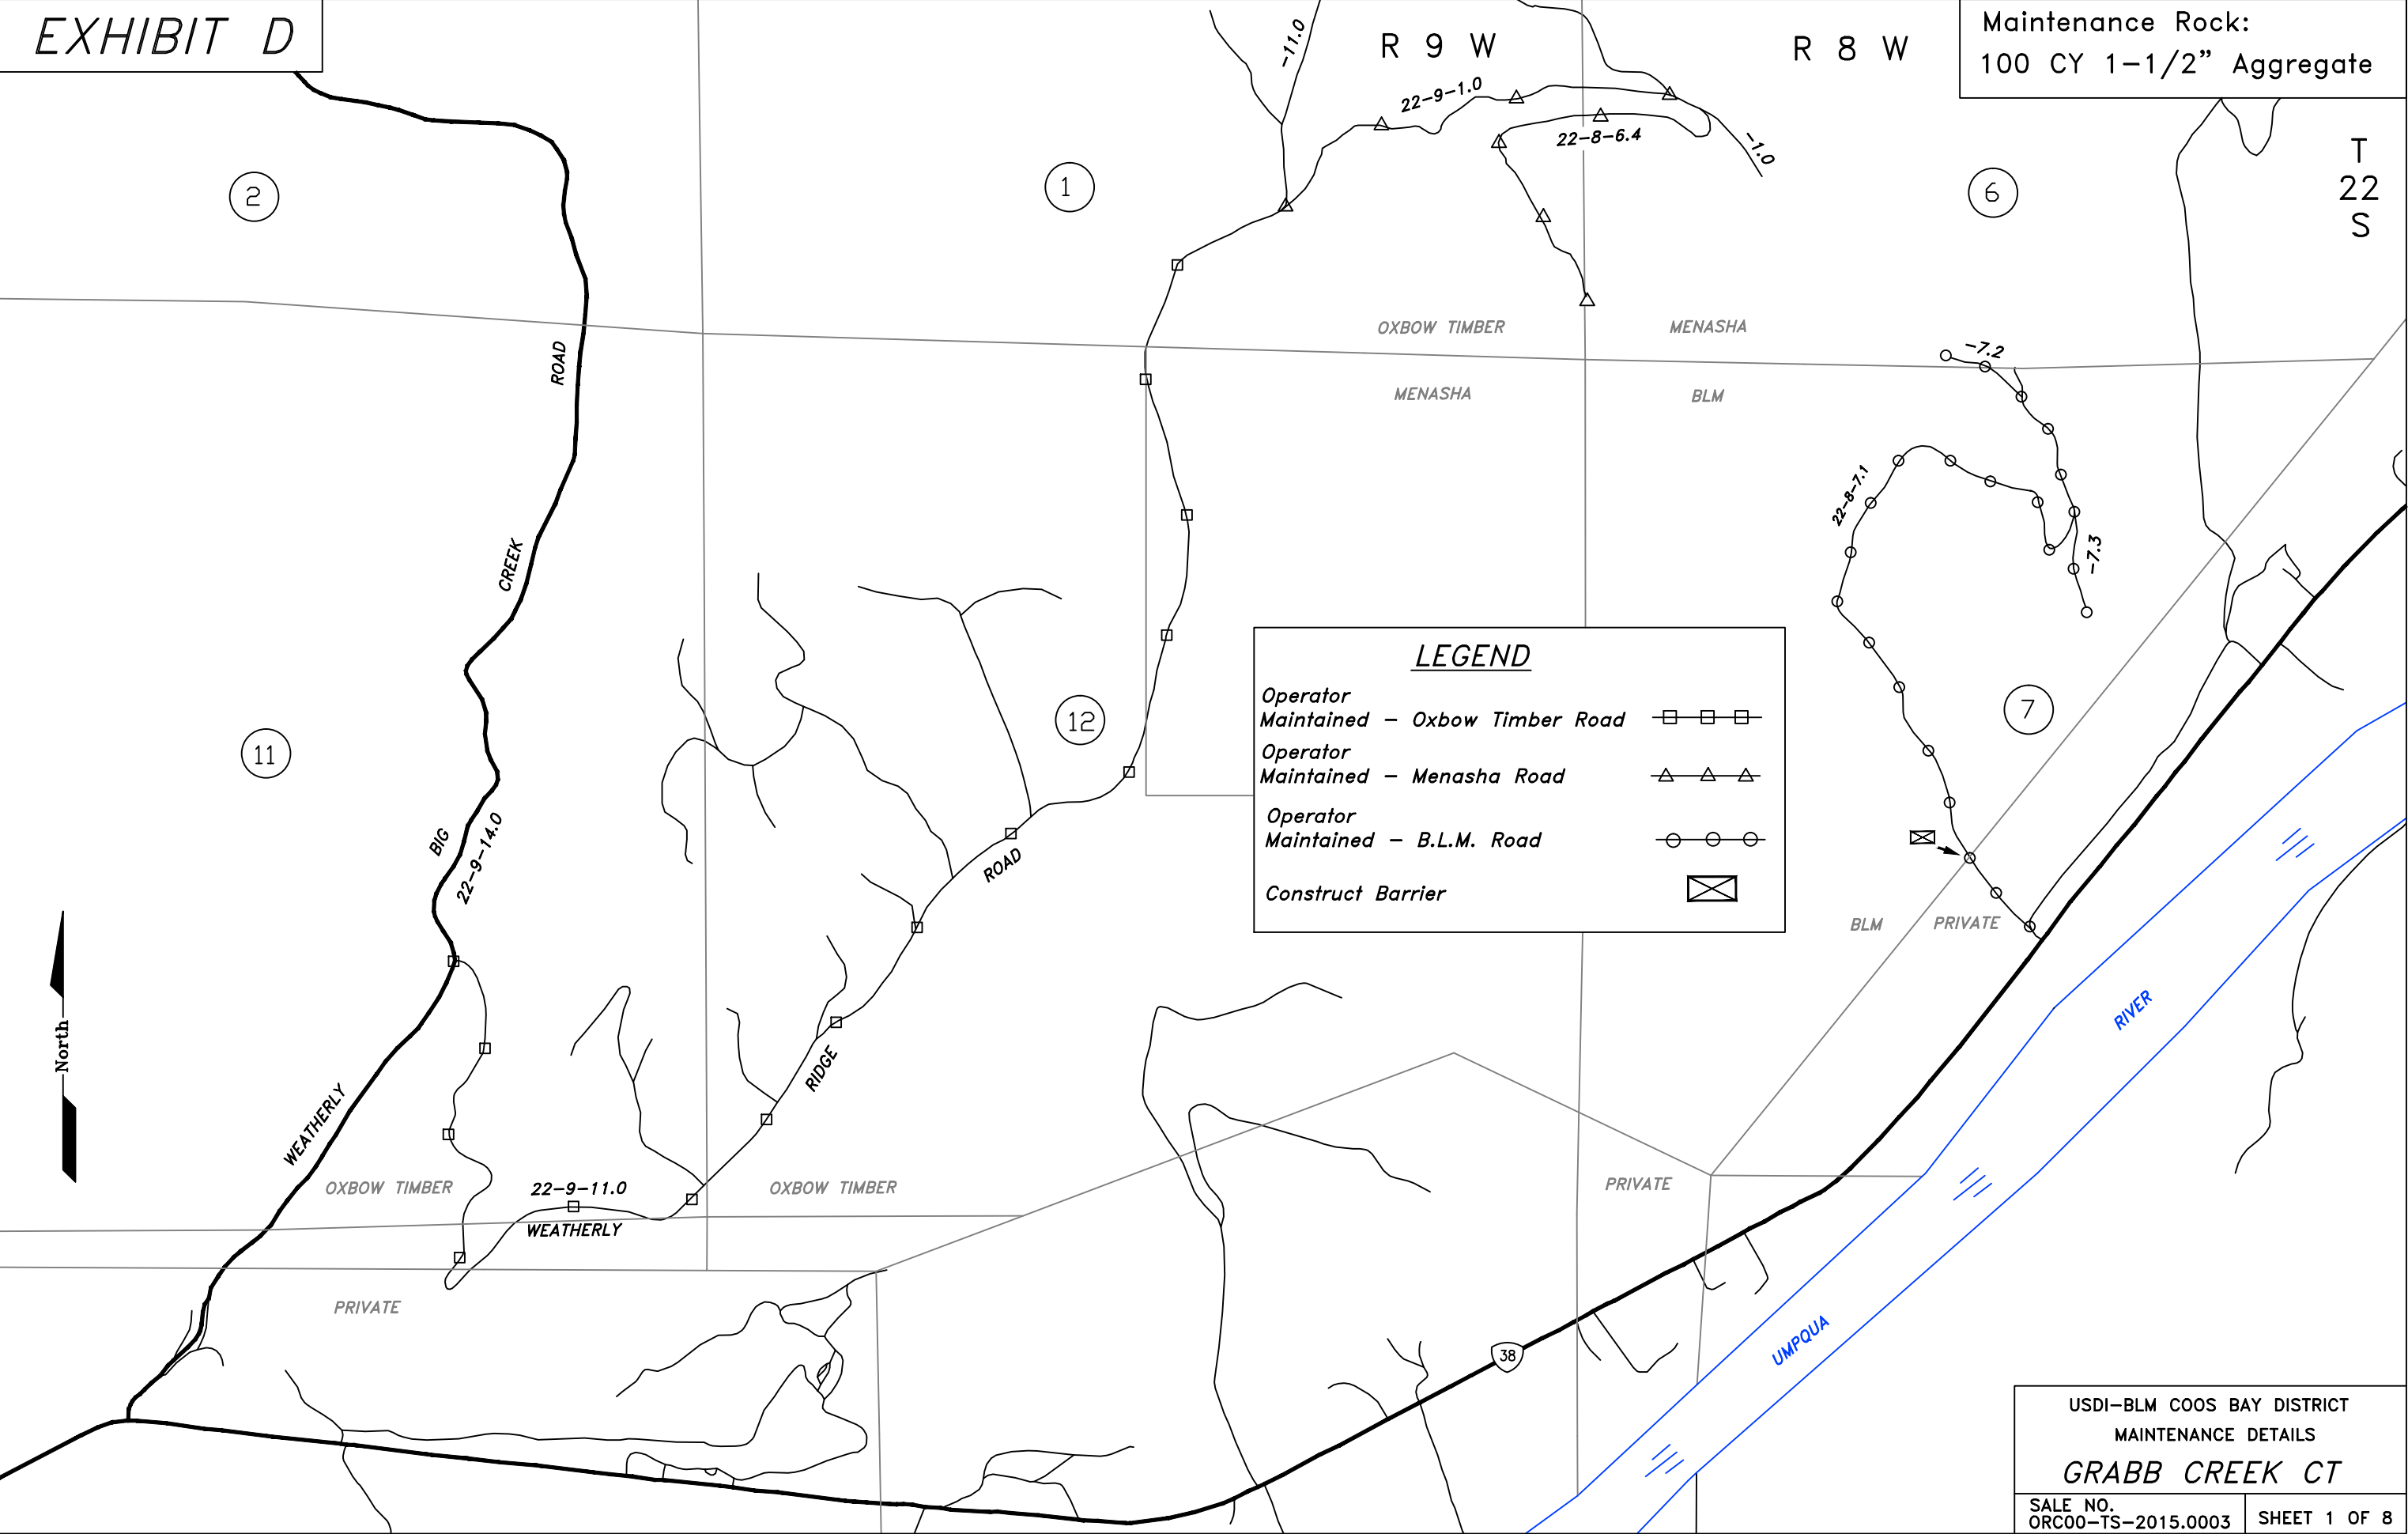 EXHIBIT D
Maintenance Rock:
100 CY 1-1/2” Aggregate
R 9 W
R 8 W
T
22
S
-11.0
22-9-1.0
22-8-6.4
-1.0
2
1
6
OXBOW TIMBER
MENASHA
MENASHA
BLM
-7.2
22-8-7.1
-7.3
ROAD
CREEK
BIG
22-9-14.0
WEATHERLY
11
12
7
LEGEND
Operator
Maintained - Oxbow Timber Road
Operator
Maintained - Menasha Road
Operator
Maintained - B.L.M. Road
Construct Barrier
ROAD
RIDGE
BLM
PRIVATE
North
RIVER
UMPQUA
OXBOW TIMBER
22-9-11.0
WEATHERLY
OXBOW TIMBER
PRIVATE
PRIVATE
38
USDI-BLM COOS BAY DISTRICT
MAINTENANCE DETAILS
GRABB CREEK CT
SALE NO.
ORC00-TS-2015.0003
SHEET 1 OF 8